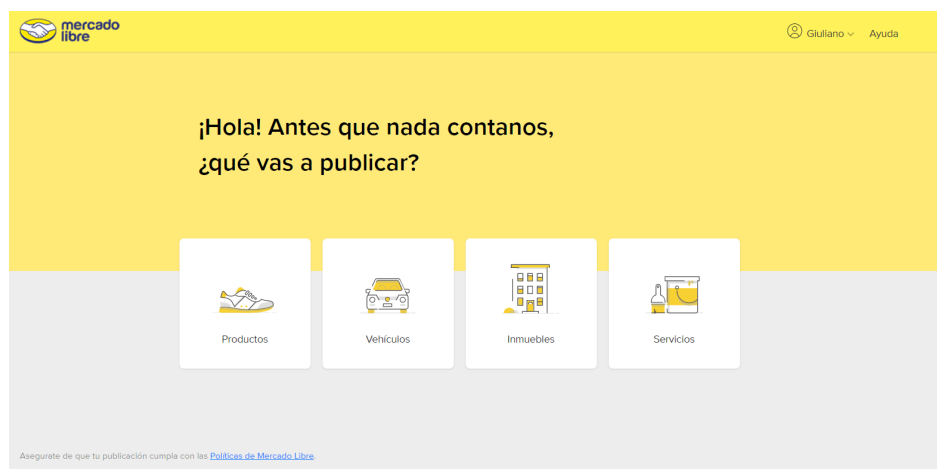 mercado
libre
Giuliano
Ayuda
¡Hola! Antes que nada contanos,
¿qué vas a publicar?
Productos
Vehículos
Inmuebles
Servicios
Asegurate de que tu publicación cumpla con las Políticas de Mercado Libre.